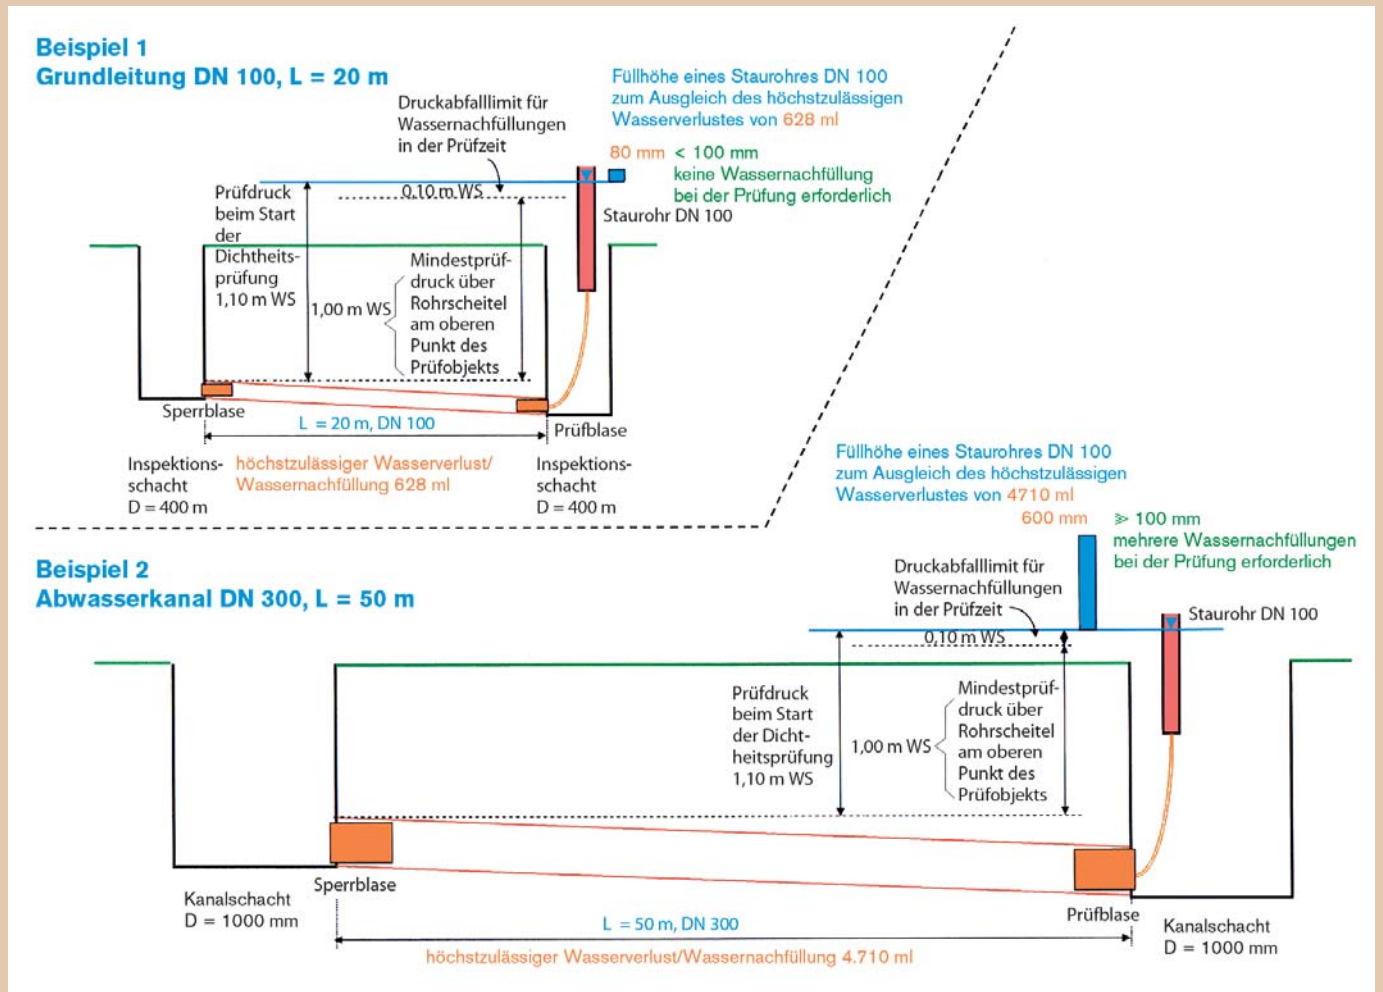 Beispiel 1
Grundleitung DN 100, L = 20 m
Füllhöhe eines Staurohres DN 100
zum Ausgleich des höchstzulässigen
Wasserverlustes von 628 ml
80 mm < 100 mm
keine Wassernachfüllung
bei der Prüfung erforderlich
Druckabfalllimit für
Wassernachfüllungen
in der Prüfzeit
0,10 m WS
Staurohr DN 100
Prüfdruck
beim Start
der
Dichtheits-
prüfung
1,10 m WS
1,00 m WS
Mindestprüf-
druck über
Rohrscheitel
am oberen
Punkt des
Prüfobjekts
Sperrblase
L = 20 m, DN 100
Prüfblase
Inspektions-
schacht
D = 400 m
höchstzulässiger Wasserverlust/
Wassernachfüllung 628 ml
Inspektions-
schacht
D = 400 m
Beispiel 2
Abwasserkanal DN 300, L = 50 m
Füllhöhe eines Staurohres DN 100
zum Ausgleich des höchstzulässigen
Wasserverlustes von 4710 ml
600 mm ⪢ 100 mm
mehrere Wassernachfüllungen
bei der Prüfung erforderlich
Druckabfalllimit für
Wassernachfüllungen
in der Prüfzeit
0,10 m WS
Staurohr DN 100
Prüfdruck
beim Start
der Dicht-
heitsprüfung
1,10 m WS
1,00 m WS
Mindestprüf-
druck über
Rohrscheitel
am oberen
Punkt des
Prüfobjekts
Kanalschacht
D = 1000 mm
Sperrblase
L = 50 m, DN 300
Prüfblase
Kanalschacht
D = 1000 mm
höchstzulässiger Wasserverlust/Wassernachfüllung 4.710 ml